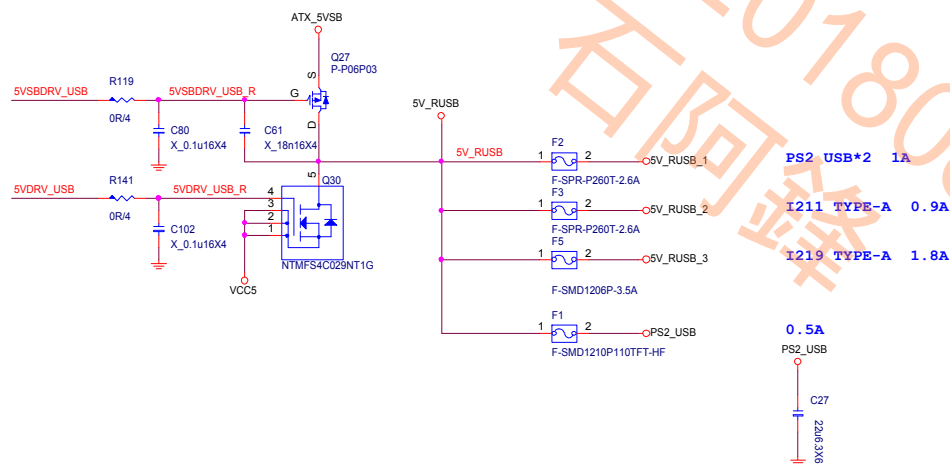 ATX_5VSB
Q27
P-P06P03
S
G
D
R119
5VSBDRV_USB
5VSBDRV_USB_R
0R/4
C80
X_0.1u16X4
C61
X_18n16X4
5V_RUSB
5V_RUSB
F2
1 2
5V_RUSB_1
F-SPR-P260T-2.6A
PS2 USB*2 1A
F3
1 2
5V_RUSB_2
F-SPR-P260T-2.6A
I211 TYPE-A 0.9A
F5
1 2
5V_RUSB_3
F-SMD1206P-3.5A
I219 TYPE-A 1.8A
F1
1 2
PS2_USB
F-SMD1210P110TFT-HF
R141
5VDRV_USB
5VDRV_USB_R
0R/4
C102
X_0.1u16X4
5
Q30
4
3
2
1
NTMFS4C029NT1G
VCC5
0.5A
PS2_USB
C27
22u6.3X6
石阿鋒